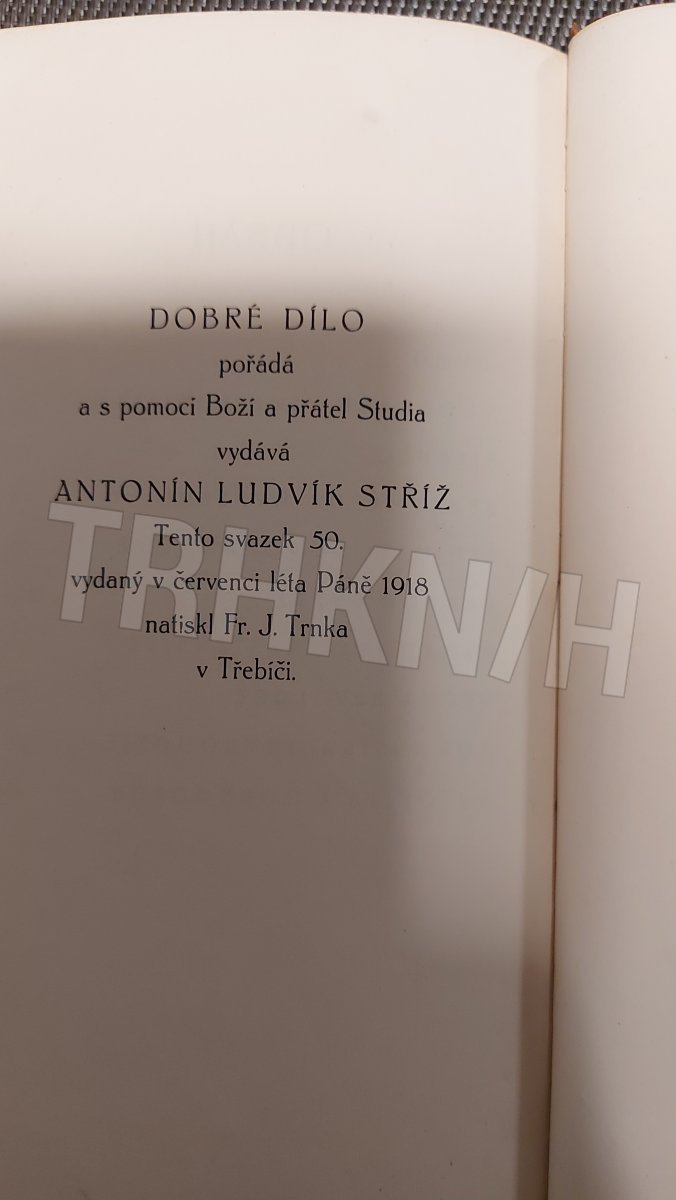 DOBRÉ DÍLO
pořádá
a s pomocí Boží a přátel Studia
vydává
ANTONÍN LUDVÍK STŘÍŽ
Tento svazek 50.
vydaný v červenci léta Páně 1918
natiskl Fr. J. Trnka
v Třebíči.
TRHKN/H